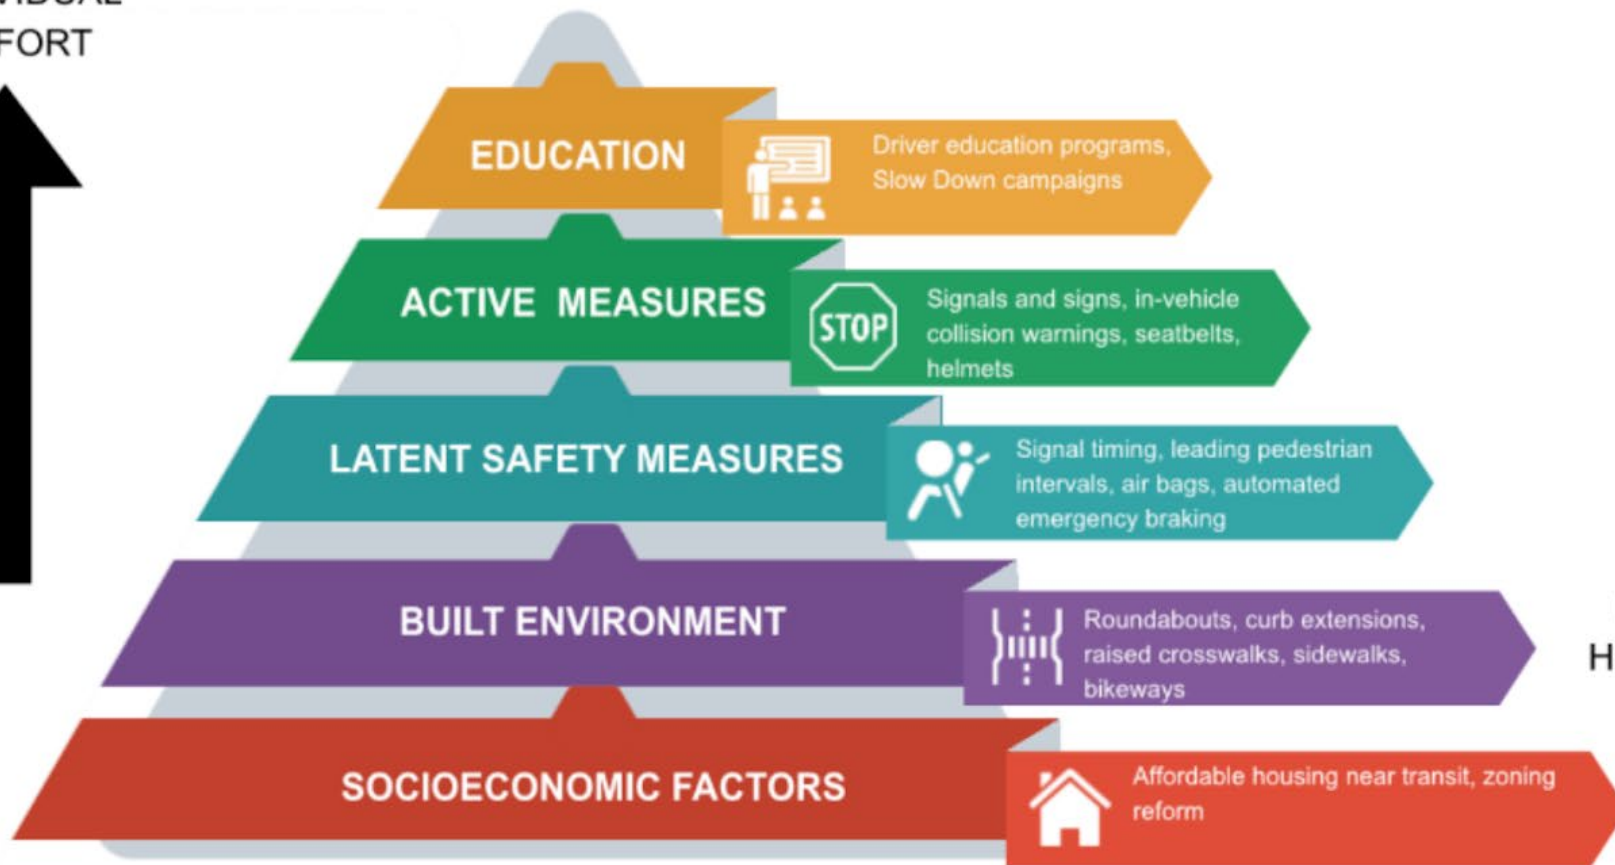 FORT
EDUCATION
Driver education programs,
Slow Down campaigns
ACTIVE MEASURES
STOP
Signals and signs, in-vehicle
collision warnings, seatbelts,
helmets
LATENT SAFETY MEASURES
Signal timing, leading pedestrian
intervals, air bags, automated
emergency braking
BUILT ENVIRONMENT
Roundabouts, curb extensions,
raised crosswalks, sidewalks,
bikeways
H
SOCIOECONOMIC FACTORS
Affordable housing near transit, zoning
reform